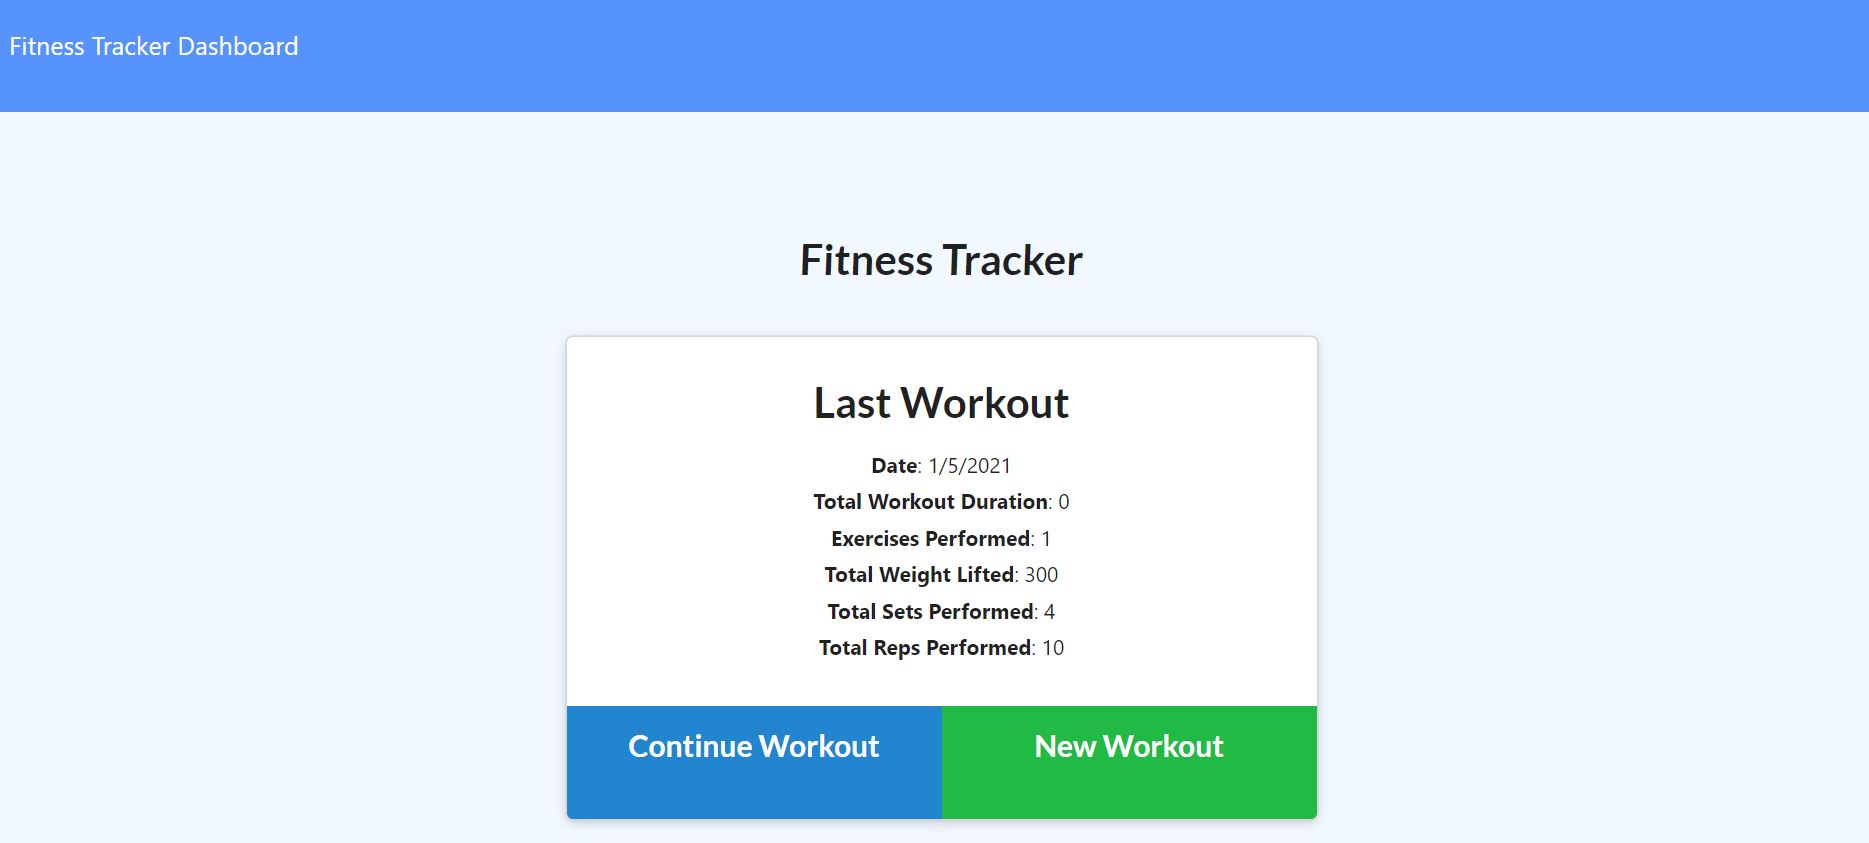 Fitness Tracker Dashboard
Fitness Tracker
Last Workout
Date: 1/5/2021
Total Workout Duration: 0
Exercises Performed: 1
Total Weight Lifted: 300
Total Sets Performed: 4
Total Reps Performed: 10
Continue Workout
New Workout